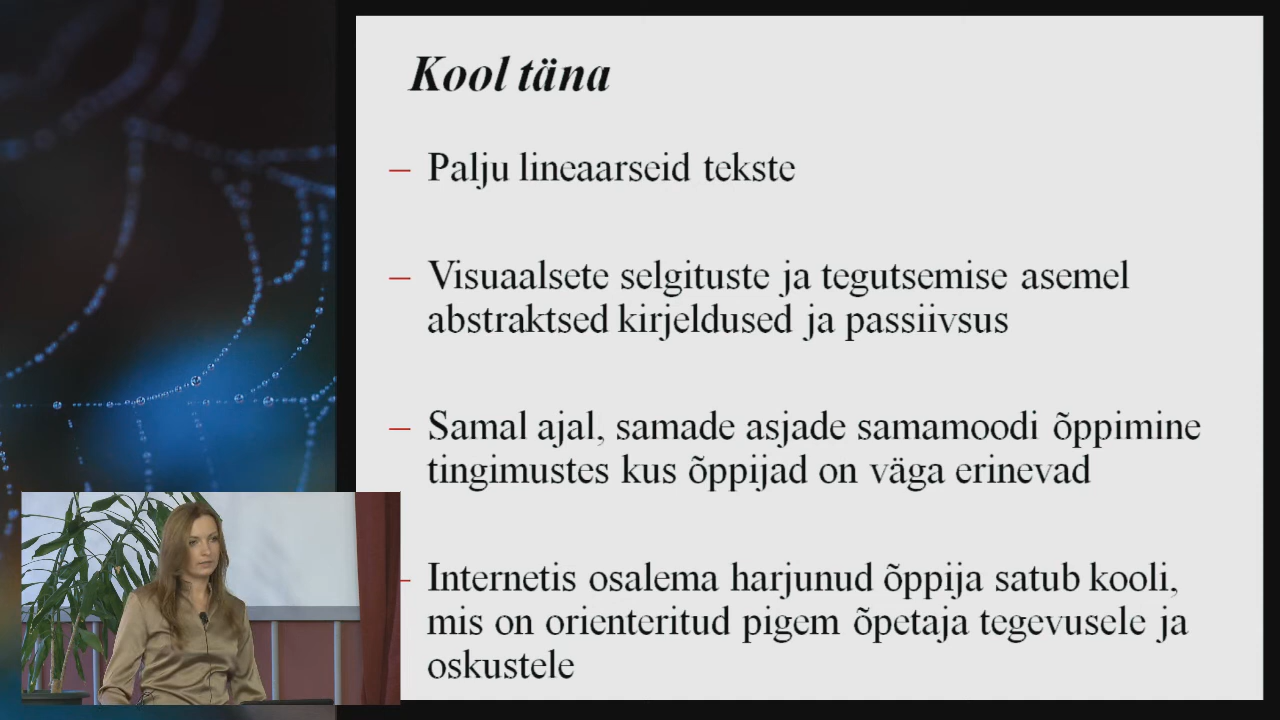 Kool täna
– Palju lineaarseid tekste
– Visuaalsete selgituste ja tegutsemise asemel
abstraktsed kirjeldused ja passiivsus
– Samal ajal, samade asjade samamoodi õppimine
tingimustes kus õppijad on väga erinevad
– Internetis osalema harjunud õppija satub kooli,
mis on orienteritud pigem õpetaja tegevusele ja
oskustele